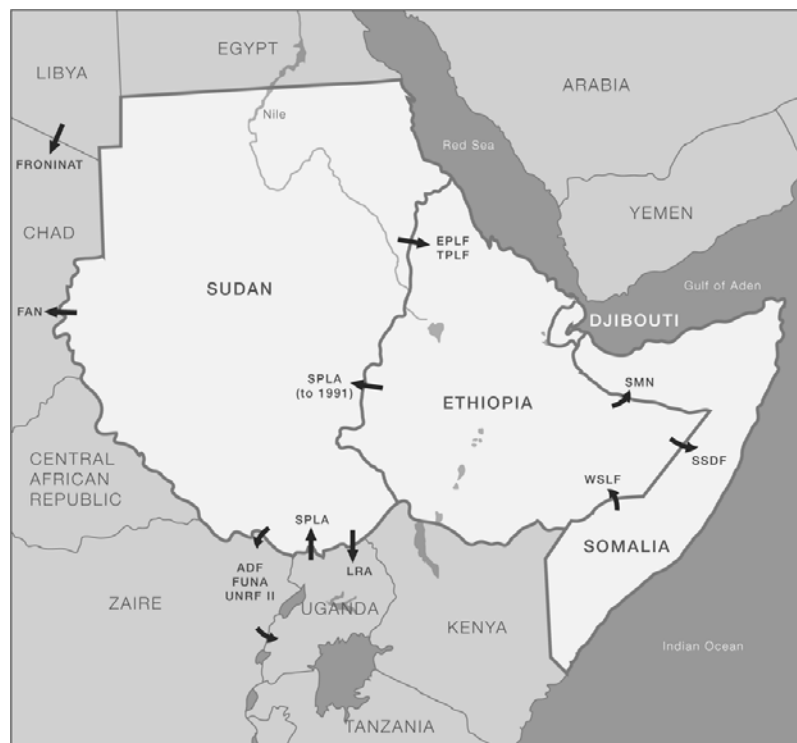 EGYPT
LIBYA
ARABIA
Nile
Red Sea
FRONINAT
YEMEN
CHAD
EPLF
TPLF
SUDAN
Gulf of Aden
FAN
DJIBOUTI
SPLA
(to 1991)
SMN
ETHIOPIA
CENTRAL
AFRICAN
REPUBLIC
SSDF
WSLF
SPLA
SOMALIA
ADF
FUNA
UNRF II
LRA
ZAIRE
UGANDA
KENYA
Indian Ocean
TANZANIA